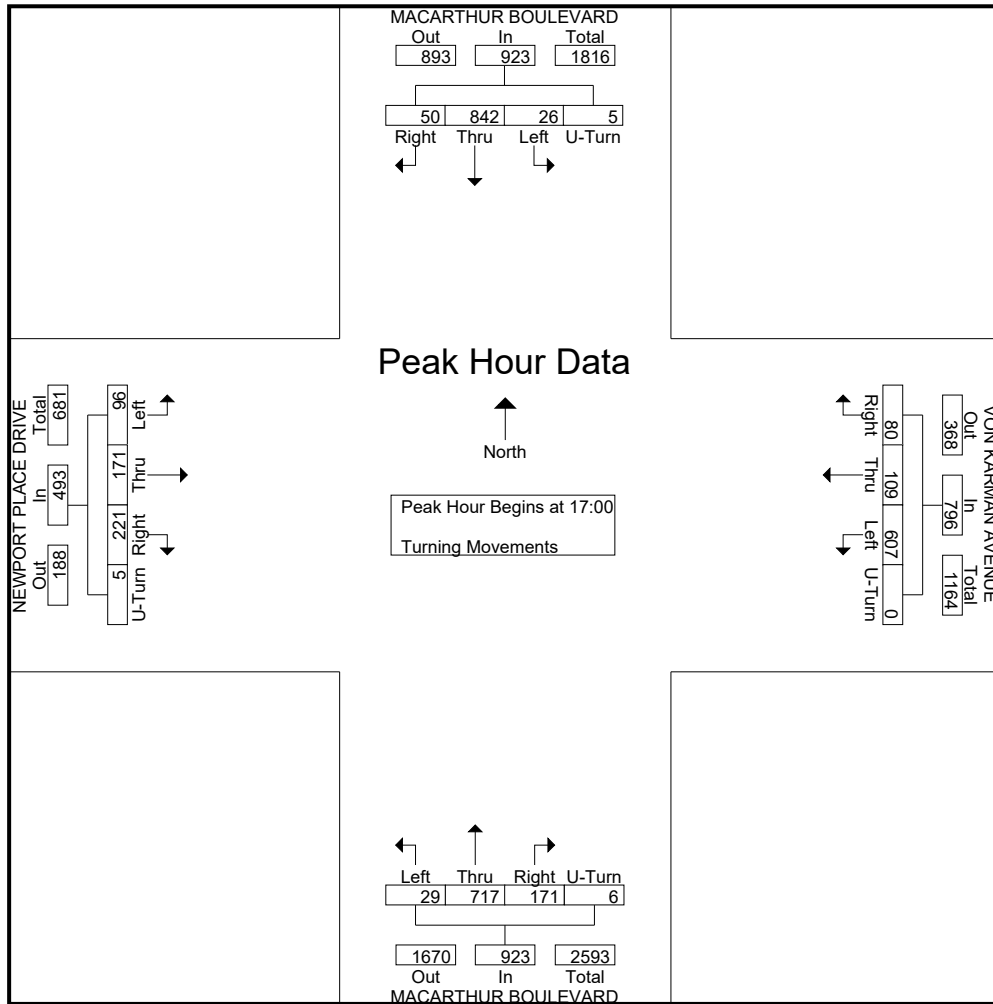 MACARTHUR BOULEVARD
Out In Total
893 923 1816
50 842 26 5
Right Thru Left U-Turn
Peak Hour Data
North
Peak Hour Begins at 17:00
Turning Movements
NEWPORT PLACE DRIVE
Out In Total
188 493 681
5 221 171 96
U-Turn Right Thru Left
VON KARMAN AVENUE
Out In Total
368 796 1164
80 109 607 0
Right Thru Left U-Turn
Left Thru Right U-Turn
29 717 171 6
1670 923 2593
Out In Total
MACARTHUR BOULEVARD